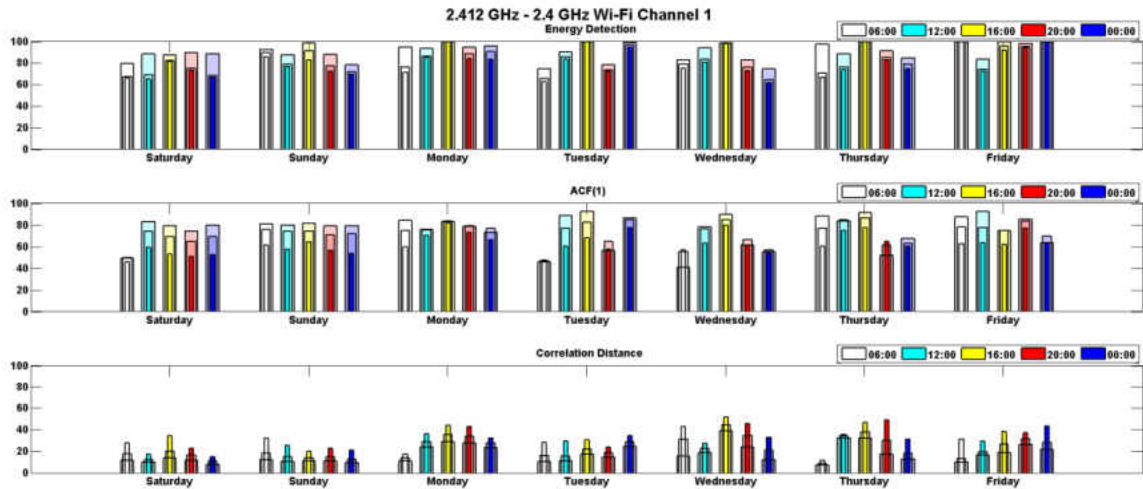 2.412 GHz - 2.4 GHz Wi-Fi Channel 1
Energy Detection
06:00 12:00 16:00 20:00 00:00
100
80
60
40
20
0
Saturday Sunday Monday Tuesday Wednesday Thursday Friday
ACF(1)
06:00 12:00 16:00 20:00 00:00
100
80
60
40
20
0
Saturday Sunday Monday Tuesday Wednesday Thursday Friday
Correlation Distance
06:00 12:00 16:00 20:00 00:00
100
80
60
40
20
0
Saturday Sunday Monday Tuesday Wednesday Thursday Friday